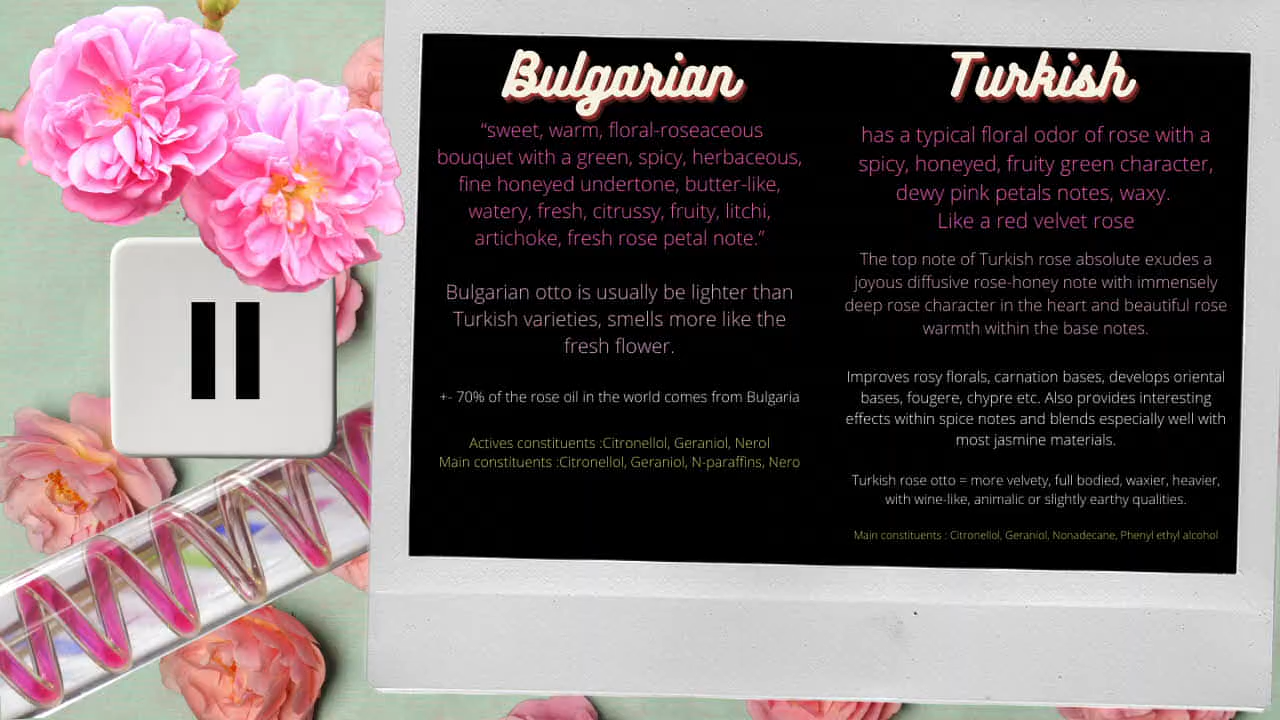 Bulgarian
"sweet, warm, floral-roseaceous
bouquet with a green, spicy, herbaceous,
fine honeyed undertone, butter-like,
watery, fresh, citrussy, fruity, litchi,
artichoke, fresh rose petal note."
Bulgarian otto is usually be lighter than
Turkish varieties, smells more like the
fresh flower.
+- 70% of the rose oil in the world comes from Bulgaria
Actives constituents :Citronellol, Geraniol, Nerol
Main constituents :Citronellol, Geraniol, N-paraffins, Nero
Turkish
has a typical floral odor of rose with a
spicy, honeyed, fruity green character,
dewy pink petals notes, waxy.
Like a red velvet rose
The top note of Turkish rose absolute exudes a
joyous diffusive rose-honey note with immensely
deep rose character in the heart and beautiful rose
warmth within the base notes.
Improves rosy florals, carnation bases, develops oriental
bases, fougere, chypre etc. Also provides interesting
effects within spice notes and blends especially well with
most jasmine materials.
Turkish rose otto = more velvety, full bodied, waxier, heavier,
with wine-like, animalic or slightly earthy qualities.
Main constituents : Citronellol, Geraniol, Nonadecane, Phenyl ethyl alcohol